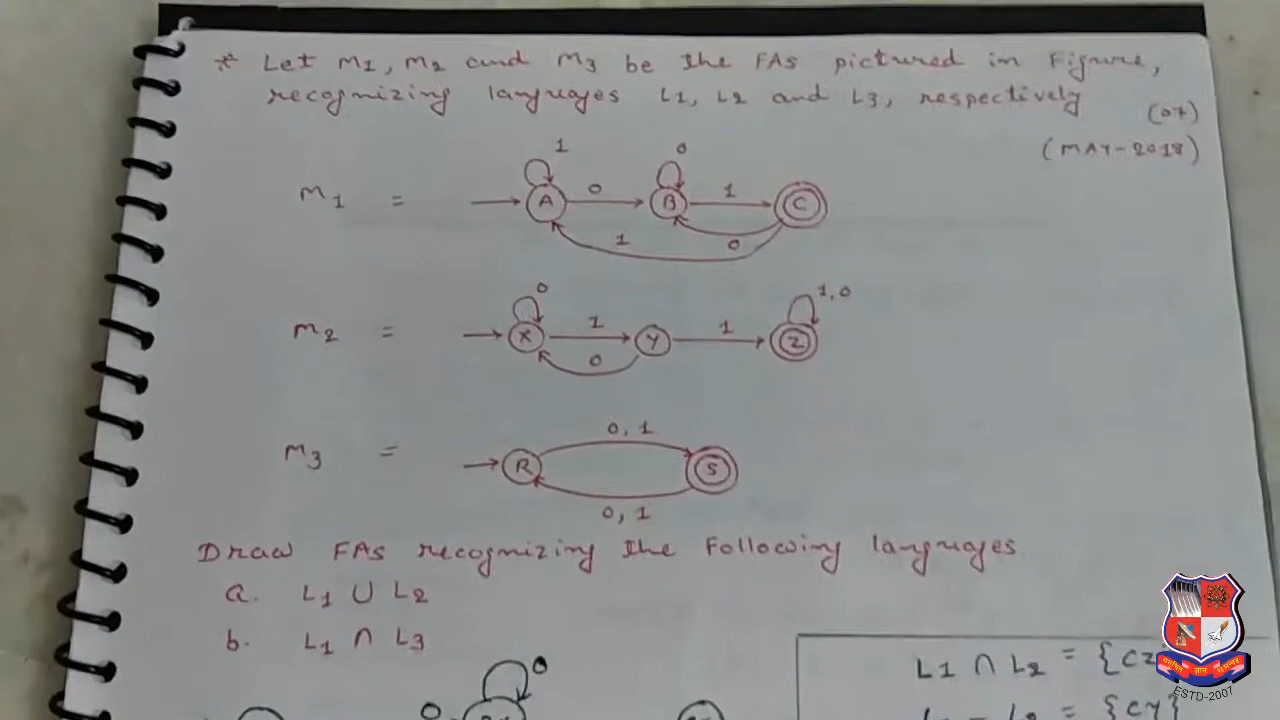 * Let M1, M2 and M3 be the FAs pictured in Figure,
recognizing languages L1, L2 and L3, respectively
(07)
(MAY-2018)
1 0
M1 = A 0 B 1 C
1 0
0 1,0
M2 = X 1 Y 1 Z
0
0, 1
M3 = R S
0, 1
Draw FAs recognizing the following languages
a. L1 ∪ L2
b. L1 ∩ L3
0
0
L1 ∩ L2 = {CZ
= {CY}
ESTD-2007